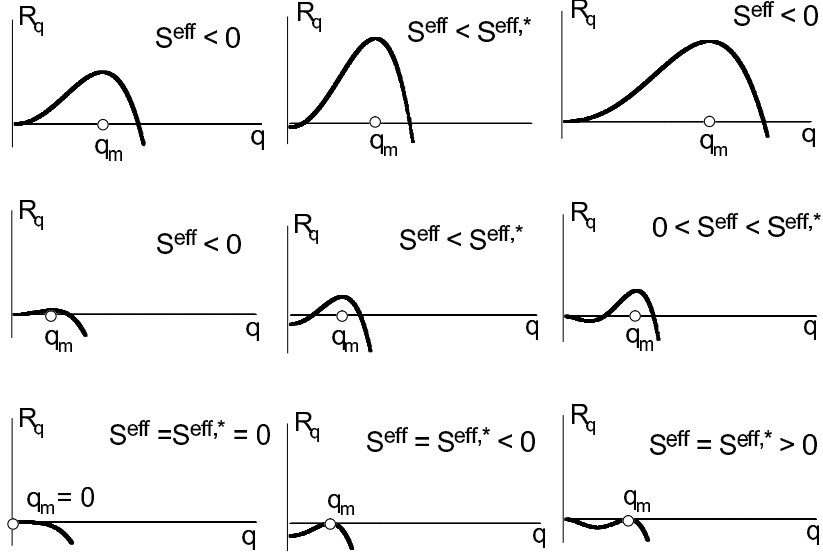 R_q
S^eff < 0
q_m
q
R_q
S^eff < S^eff,*
q_m
R_q
S^eff < 0
q_m
q
R_q
S^eff < 0
q_m
q
R_q
S^eff < S^eff,*
q_m
q
R_q
0 < S^eff < S^eff,*
q_m
q
R_q
S^eff =S^eff,* = 0
q_m = 0
q
R_q
S^eff = S^eff,* < 0
q_m
q
R_q
S^eff = S^eff,* > 0
q_m
q